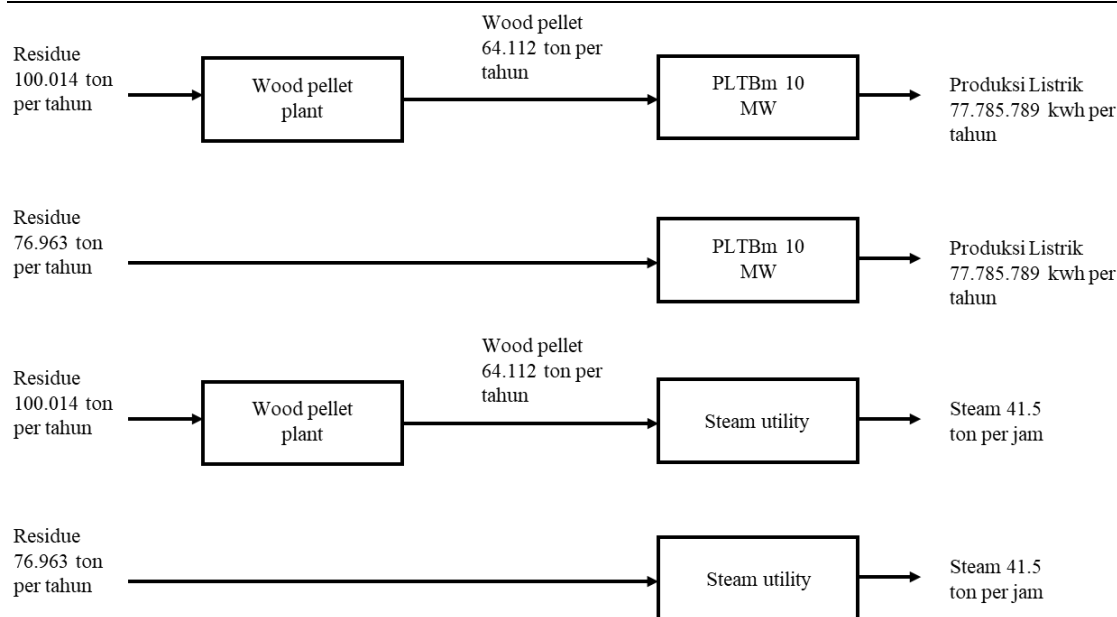 Residue
100.014 ton
per tahun
Wood pellet
plant
Wood pellet
64.112 ton per
tahun
PLTBm 10
MW
Produksi Listrik
77.785.789 kwh per
tahun
Residue
76.963 ton
per tahun
PLTBm 10
MW
Produksi Listrik
77.785.789 kwh per
tahun
Residue
100.014 ton
per tahun
Wood pellet
plant
Wood pellet
64.112 ton per
tahun
Steam utility
Steam 41.5
ton per jam
Residue
76.963 ton
per tahun
Steam utility
Steam 41.5
ton per jam